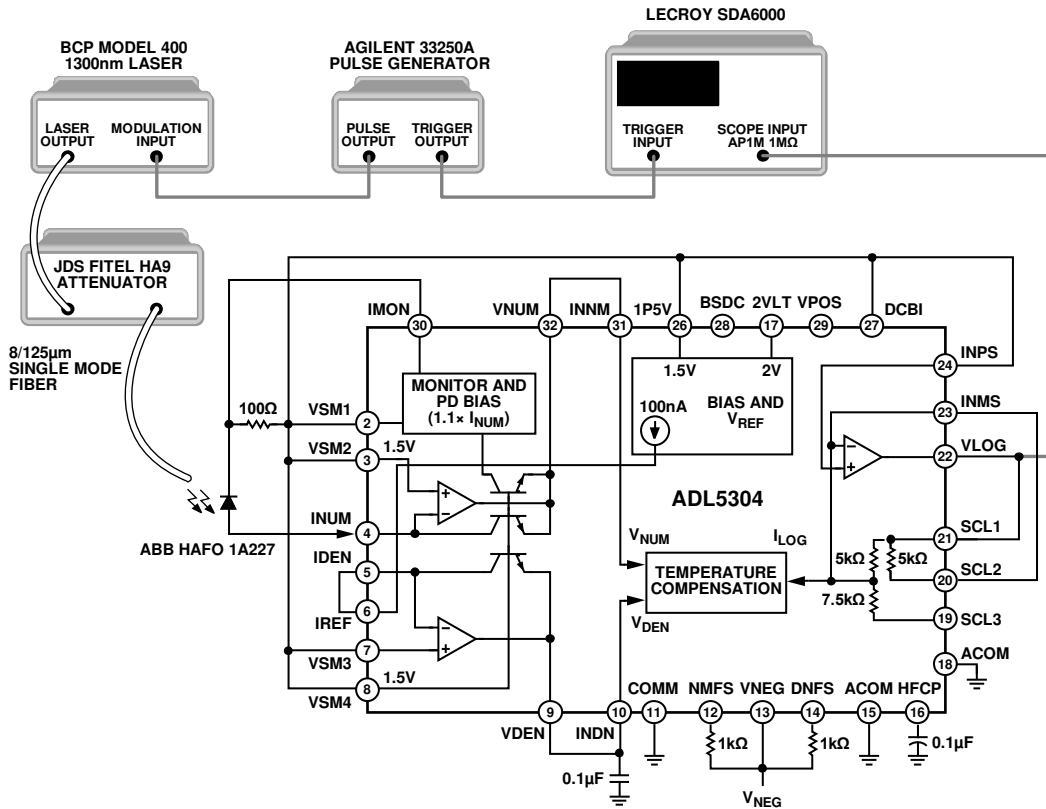 LECROY SDA6000
BCP MODEL 400
1300nm LASER
AGILENT 33250A
PULSE GENERATOR
LASER
OUTPUT
MODULATION
INPUT
PULSE
OUTPUT
TRIGGER
OUTPUT
TRIGGER
INPUT
SCOPE INPUT
AP1M 1MΩ
JDS FITEL HA9
ATTENUATOR
8/125µm
SINGLE MODE
FIBER
IMON
VNUM
INNM
1P5V
BSDC
2VLT
VPOS
DCBI
30
32
31
26
28
17
29
27
INPS
24
INMS
23
VLOG
22
SCL1
21
SCL2
20
SCL3
19
ACOM
18
100Ω
VSM1
2
VSM2
3
1.5V
INUM
4
IDEN
5
IREF
6
VSM3
7
VSM4
8
1.5V
MONITOR AND
PD BIAS
(1.1× INUM)
1.5V
2V
100nA
BIAS AND
VREF
ABB HAFO 1A227
ADL5304
VNUM
ILOG
TEMPERATURE
COMPENSATION
VDEN
5kΩ
5kΩ
7.5kΩ
+
−
−
+
−
+
COMM
NMFS
VNEG
DNFS
ACOM
HFCP
9
10
11
12
13
14
15
16
VDEN
INDN
1kΩ
1kΩ
0.1µF
0.1µF
VNEG